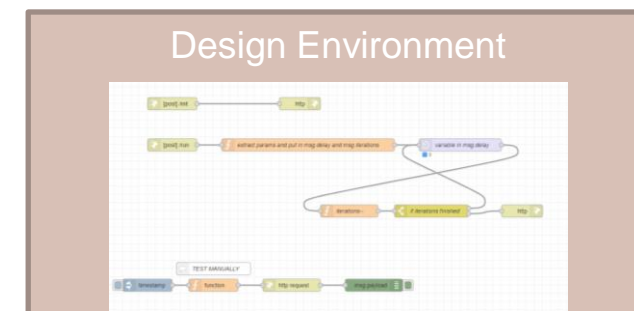 Design Environment
[post] init
http
[post] /run
extract params and put in msg.delay and msg.iterations
variable in msg.delay
iterations--
if iterations finished
http
TEST MANUALLY
timestamp
function
http request
msg.payload